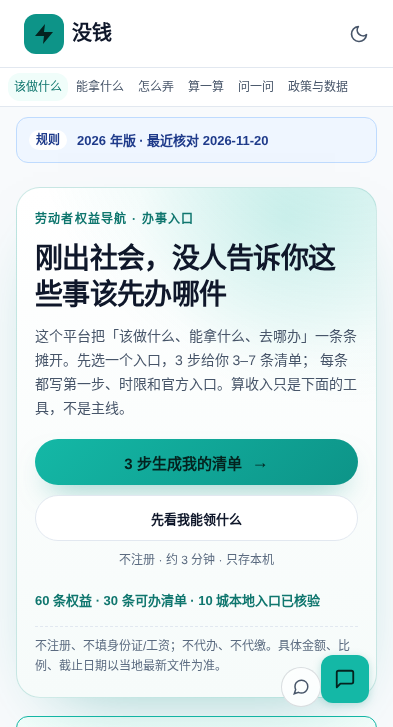 没钱
该做什么 能拿什么 怎么弄 算一算 问一问 政策与数据
规则 2026 年版 · 最近核对 2026-11-20
劳动者权益导航 · 办事入口
刚出社会，没人告诉你这
些事该先办哪件
这个平台把「该做什么、能拿什么、去哪办」一条条
摊开。先选一个入口，3 步给你 3–7 条清单； 每条
都写第一步、时限和官方入口。算收入只是下面的工
具，不是主线。
3 步生成我的清单 →
先看我能领什么
不注册 · 约 3 分钟 · 只存本机
60 条权益 · 30 条可办清单 · 10 城本地入口已核验
不注册、不填身份证/工资；不代办、不代缴。具体金额、比
例、截止日期以当地最新文件为准。